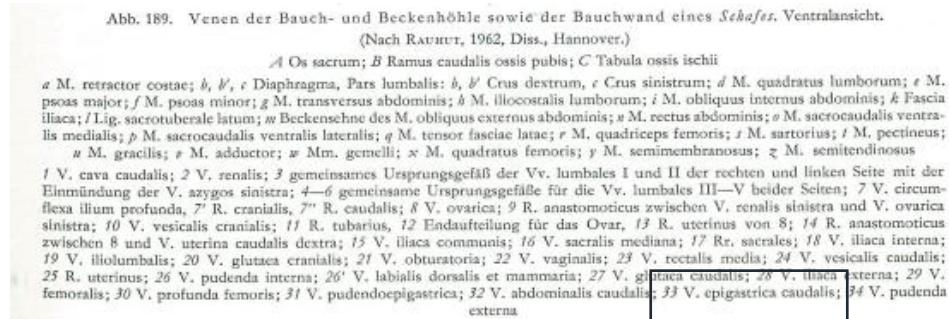 Abb. 189. Venen der Bauch- und Beckenhöhle sowie der Bauchwand eines Schafes. Ventralansicht.
(Nach RAUHUT, 1962, Diss., Hannover.)
A Os sacrum; B Ramus caudalis ossis pubis; C Tabula ossis ischii
a M. retractor costae; b, b', c Diaphragma, Pars lumbalis: b, b' Crus dextrum, c Crus sinistrum; d M. quadratus lumborum; e M.
psoas major; f M. psoas minor; g M. transversus abdominis; h M. iliocostalis lumborum; i M. obliquus internus abdominis; k Fascia
iliaca; l Lig. sacrotuberale latum; m Beckensehne des M. obliquus externus abdominis; n M. rectus abdominis; o M. sacrocaudalis ventra-
lis medialis; p M. sacrocaudalis ventralis lateralis; q M. tensor fasciae latae; r M. quadriceps femoris; s M. sartorius; t M. pectineus;
u M. gracilis; v M. adductor; w Mm. gemelli; x M. quadratus femoris; y M. semimembranosus; z M. semitendinosus
1 V. cava caudalis; 2 V. renalis; 3 gemeinsames Ursprungsgefäß der Vv. lumbales I und II der rechten und linken Seite mit der
Einmündung der V. azygos sinistra; 4—6 gemeinsame Ursprungsgefäße für die Vv. lumbales III—V beider Seiten; 7 V. circum-
flexa ilium profunda, 7' R. cranialis, 7'' R. caudalis; 8 V. ovarica; 9 R. anastomoticus zwischen V. renalis sinistra und V. ovarica
sinistra; 10 V. vesicalis cranialis; 11 R. tubarius, 12 Endaufteilung für das Ovar, 13 R. uterinus von 8; 14 R. anastomoticus
zwischen 8 und V. uterina caudalis dextra; 15 V. iliaca communis; 16 V. sacralis mediana; 17 Rr. sacrales; 18 V. iliaca interna;
19 V. iliolumbalis; 20 V. glutaea cranialis; 21 V. obturatoria; 22 V. vaginalis; 23 V. rectalis media; 24 V. vesicalis caudalis;
25 R. uterinus; 26 V. pudenda interna; 26' V. labialis dorsalis et mammaria; 27 V. glutaea caudalis; 28 V. iliaca externa; 29 V.
femoralis; 30 V. profunda femoris; 31 V. pudendoepigastrica; 32 V. abdominalis caudalis; 33 V. epigastrica caudalis; 34 V. pudenda
externa